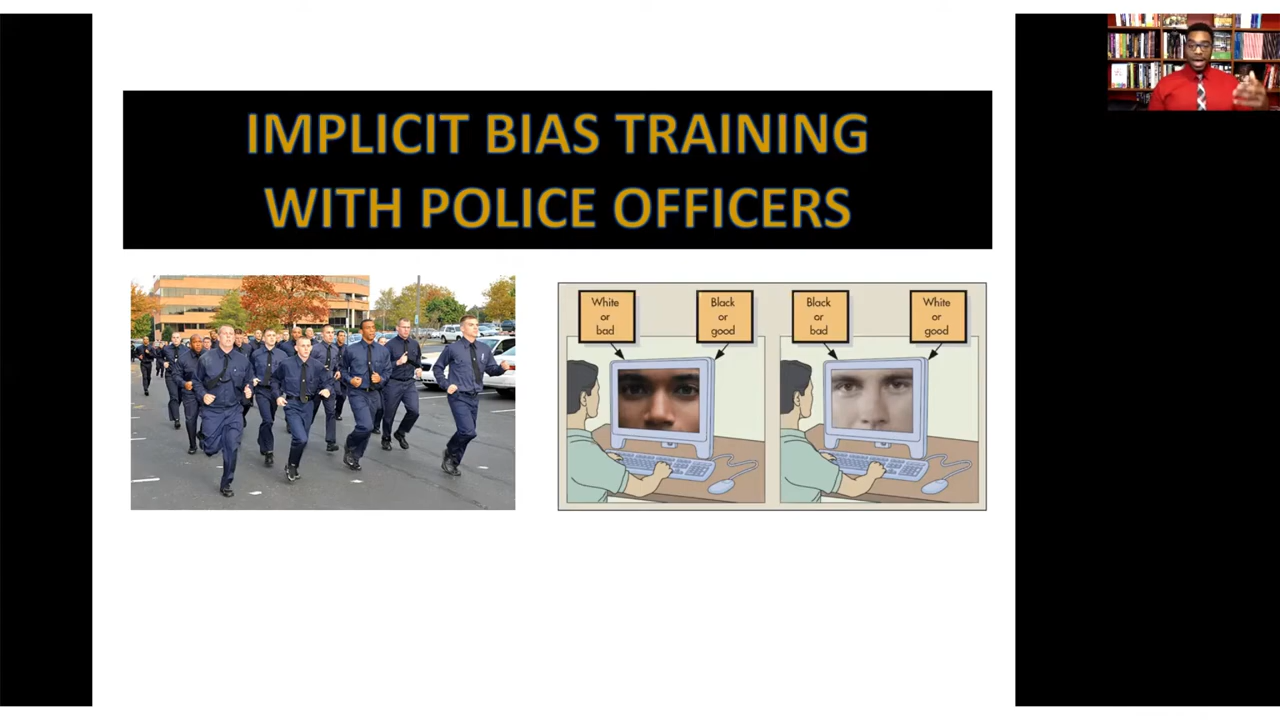 IMPLICIT BIAS TRAINING
WITH POLICE OFFICERS
White
or
bad
Black
or
good
Black
or
bad
White
or
good